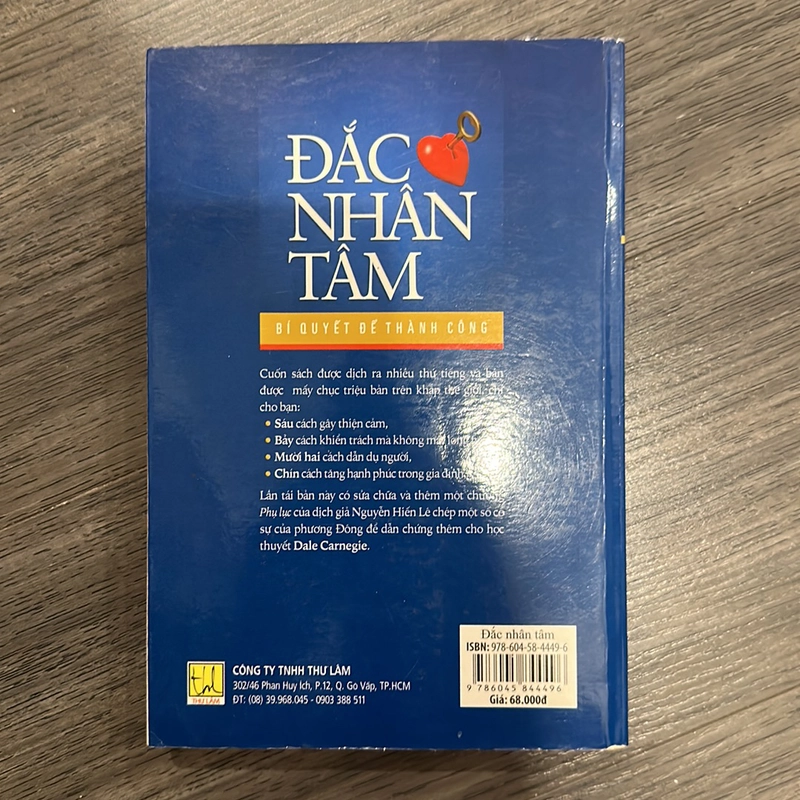 ĐẮC
NHÂN
TÂM
BÍ QUYẾT ĐỂ THÀNH CÔNG
Cuốn sách được dịch ra nhiều thứ tiếng và bán
được mấy chục triệu bản trên khắp thế giới, chỉ
cho bạn:
• Sáu cách gây thiện cảm,
• Bảy cách khiến trách mà không mất lòng
• Mười hai cách dẫn dụ người,
• Chín cách tăng hạnh phúc trong gia đình
Lần tái bản này có sửa chữa và thêm một chương
Phụ lục của dịch giả Nguyễn Hiến Lê chép một số cố
sự của phương Đông để dẫn chứng thêm cho học
thuyết Dale Carnegie.
Đắc nhân tâm
ISBN: 978-604-58-4449-6
9 786045 844496
Giá: 68.000đ
tml
THƯ LÂM
CÔNG TY TNHH THƯ LÂM
302/46 Phan Huy Ích, P.12, Q. Gò Vấp, TP.HCM
ĐT: (08) 39.968.045 - 0903 388 511